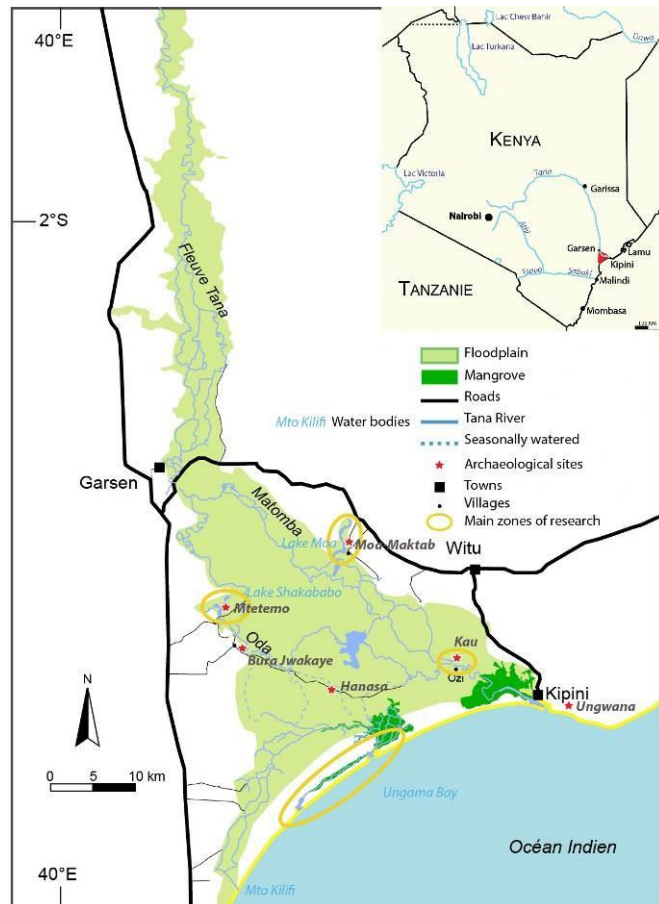 40°E
2°S
Fleuve Tana
Garsen
Matomba
Lake Moa
Moa-Maktab
Witu
Lake Shakababo
Mtetemo
Oda
Bura Jwakaye
Kau
Ozi
Hanasa
Kipini
Ungwana
N
0 5 10 km
Ungama Bay
Océan Indien
40°E
Mto Kilifi
Lac Chew Bahir
Lac Turkana
Dawa
KENYA
Lac Victoria
Tana
Garissa
Nairobi
Athi
Garsen
Lamu
Kipini
Tsavo
Sabaki
Malindi
TANZANIE
Mombasa
Floodplain
Mangrove
Roads
Mto Kilifi Water bodies
Tana River
Seasonally watered
Archaeological sites
Towns
Villages
Main zones of research